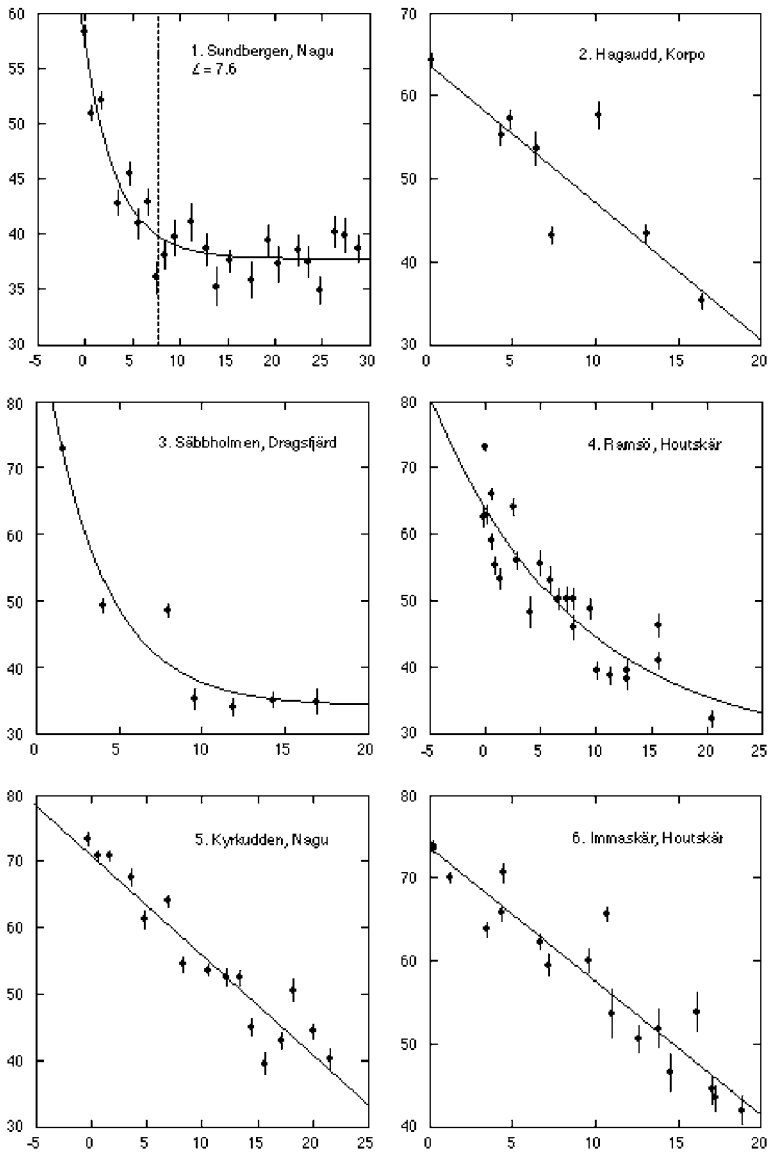 60
1. Sundbergen, Nagu
ℒ = 7.6
55
50
45
40
35
30
-5 0 5 10 15 20 25 30
70
2. Hagaudd, Korpo
60
50
40
30
0 5 10 15 20
80
3. Säbbholmen, Dragsfjärd
70
60
50
40
30
0 5 10 15 20
80
4. Ramsö, Houtskär
70
60
50
40
30
-5 0 5 10 15 20 25
80
5. Kyrkudden, Nagu
70
60
50
40
30
-5 0 5 10 15 20 25
80
6. Immaskär, Houtskär
70
60
50
40
0 5 10 15 20